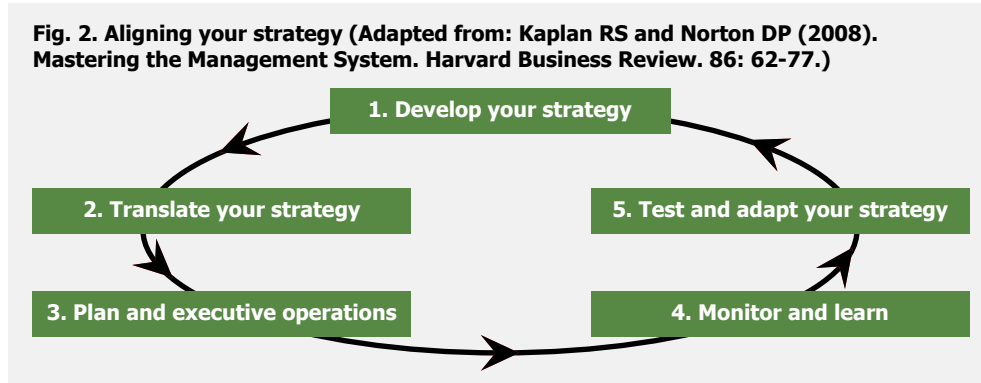 Fig. 2. Aligning your strategy (Adapted from: Kaplan RS and Norton DP (2008).
Mastering the Management System. Harvard Business Review. 86: 62-77.)
1. Develop your strategy
2. Translate your strategy
5. Test and adapt your strategy
3. Plan and executive operations
4. Monitor and learn